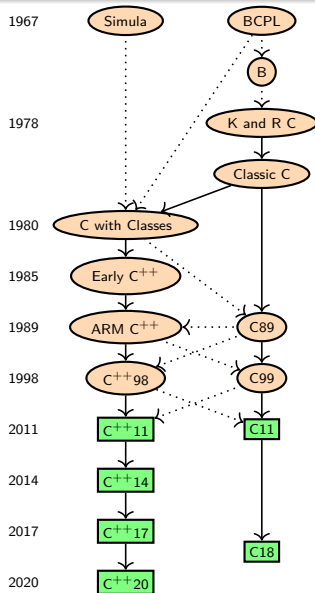 1967 Simula BCPL
B
1978 K and R C
Classic C
1980 C with Classes
1985 Early C++
1989 ARM C++ C89
1998 C++98 C99
2011 C++11 C11
2014 C++14
2017 C++17
C18
2020 C++20